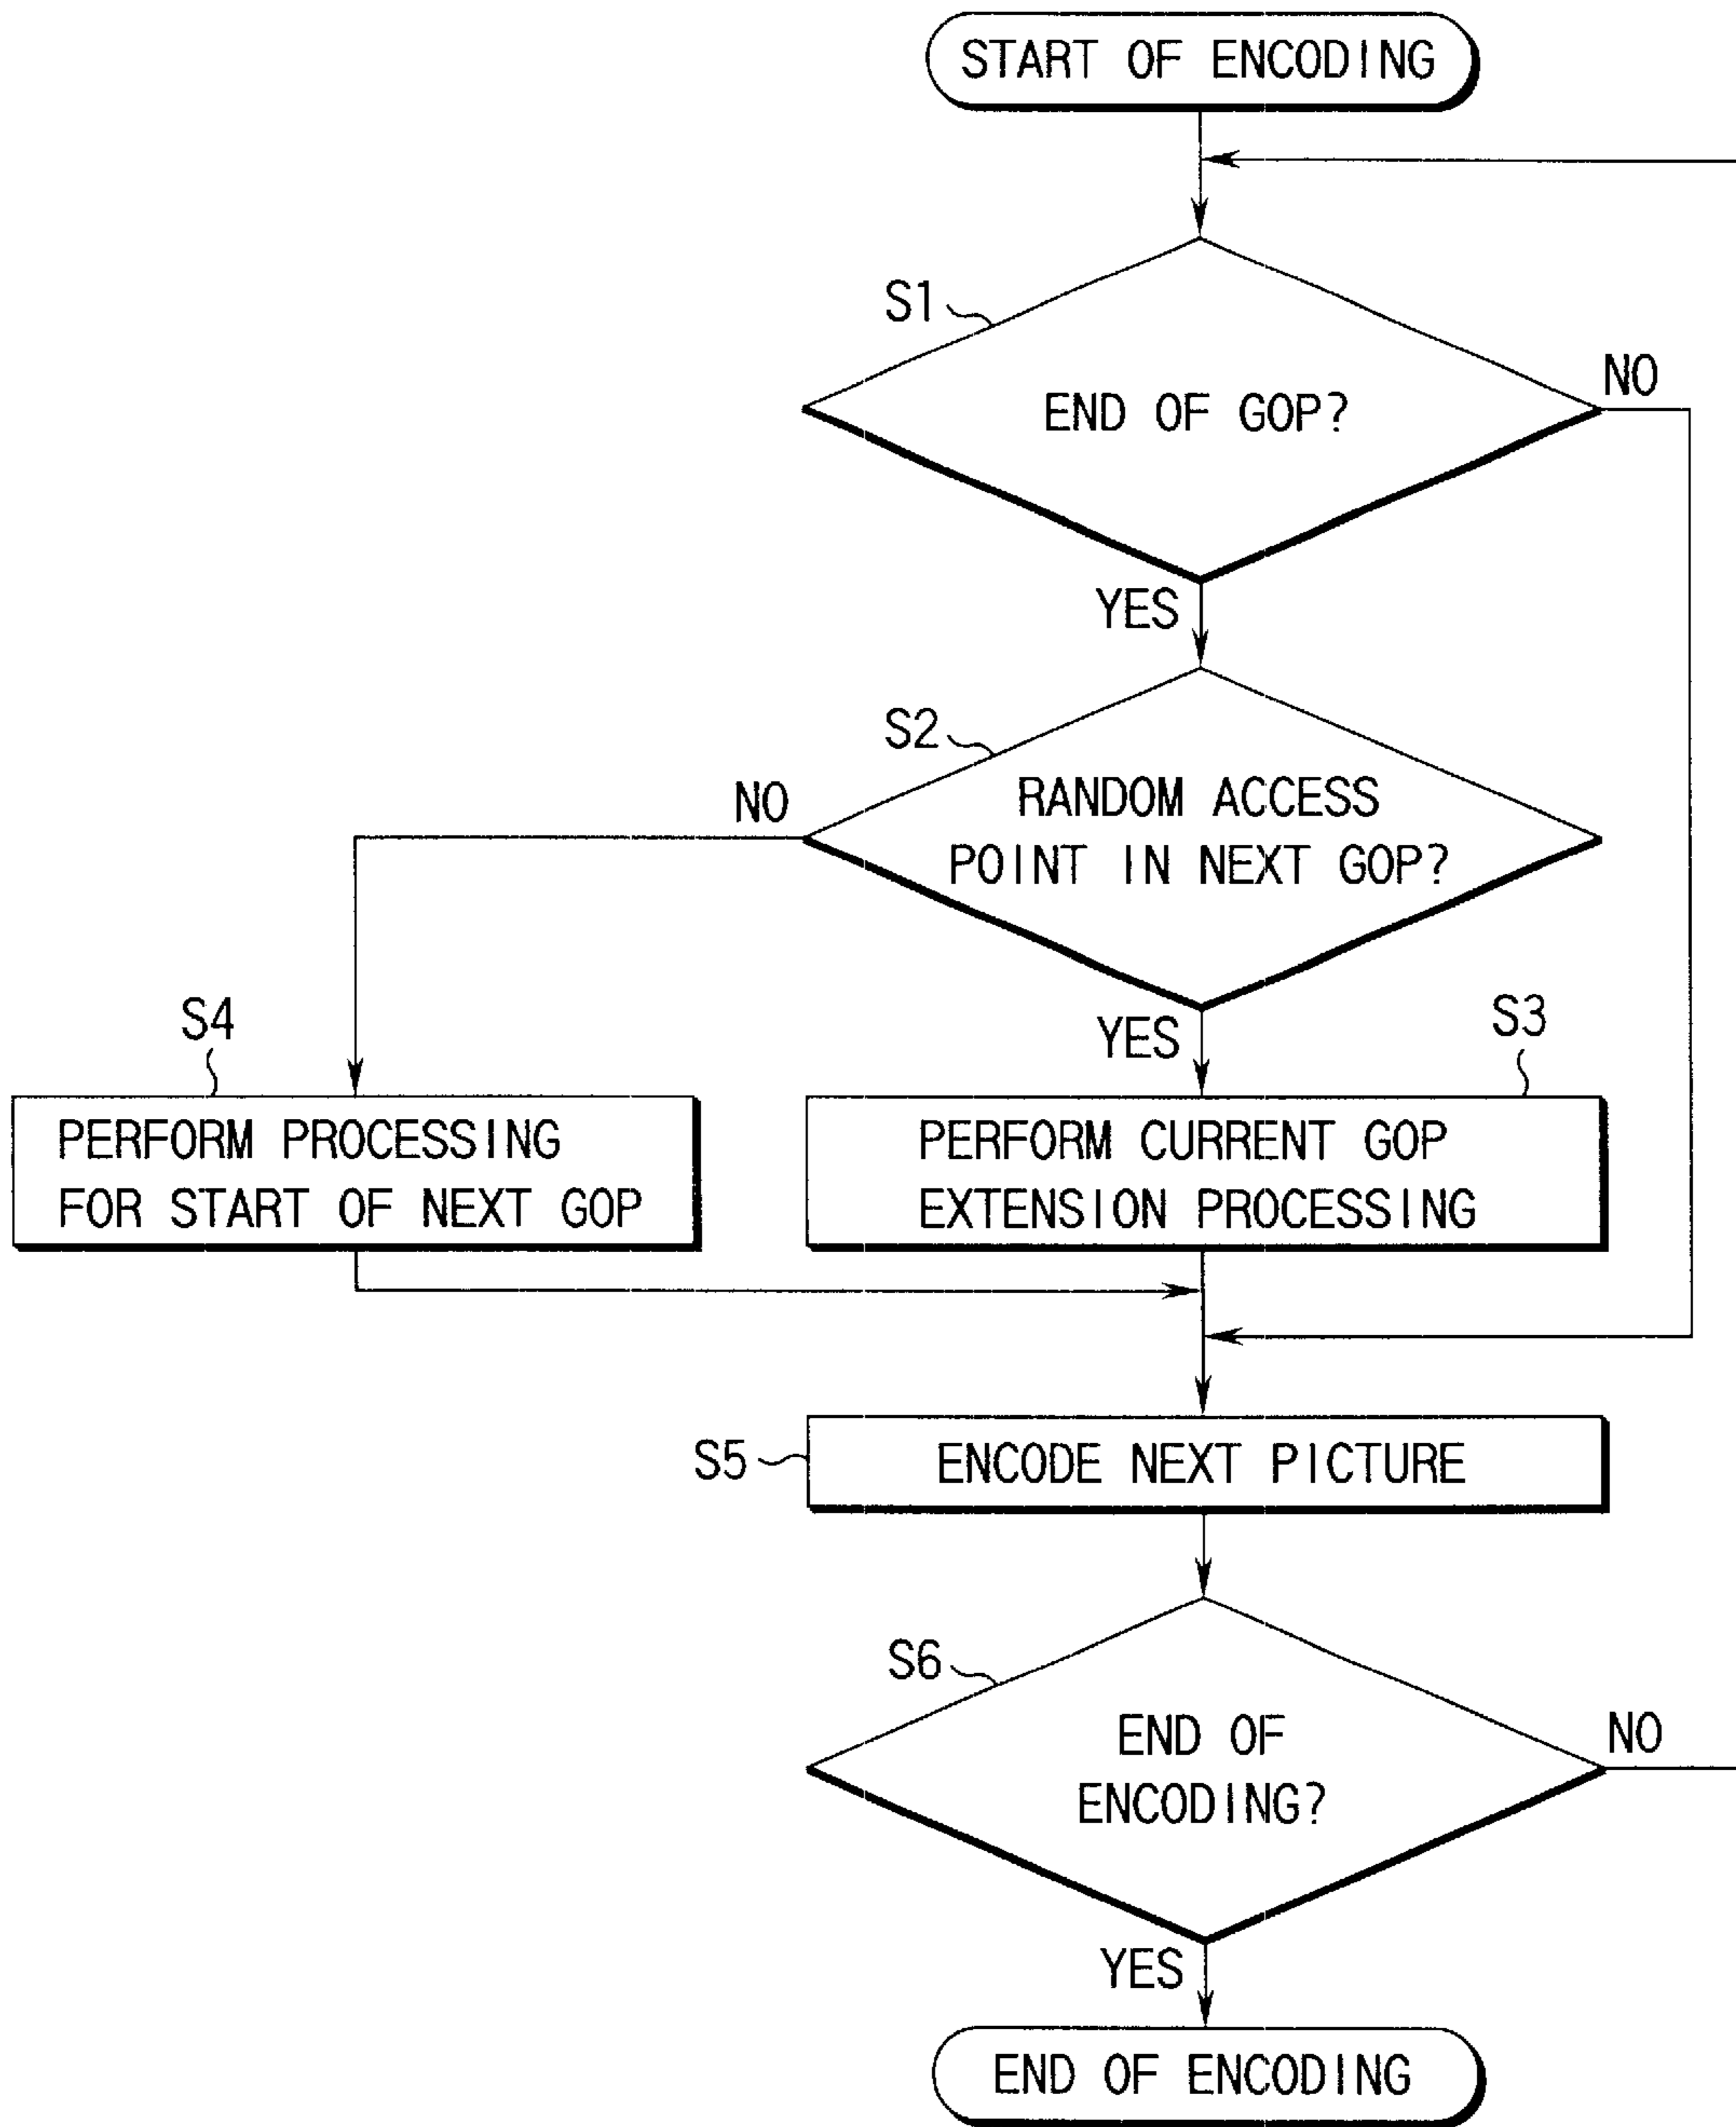 START OF ENCODING
S1
END OF GOP?
NO
YES
S2
RANDOM ACCESS
POINT IN NEXT GOP?
NO
YES
S4
PERFORM PROCESSING
FOR START OF NEXT GOP
S3
PERFORM CURRENT GOP
EXTENSION PROCESSING
S5
ENCODE NEXT PICTURE
S6
END OF
ENCODING?
NO
YES
END OF ENCODING